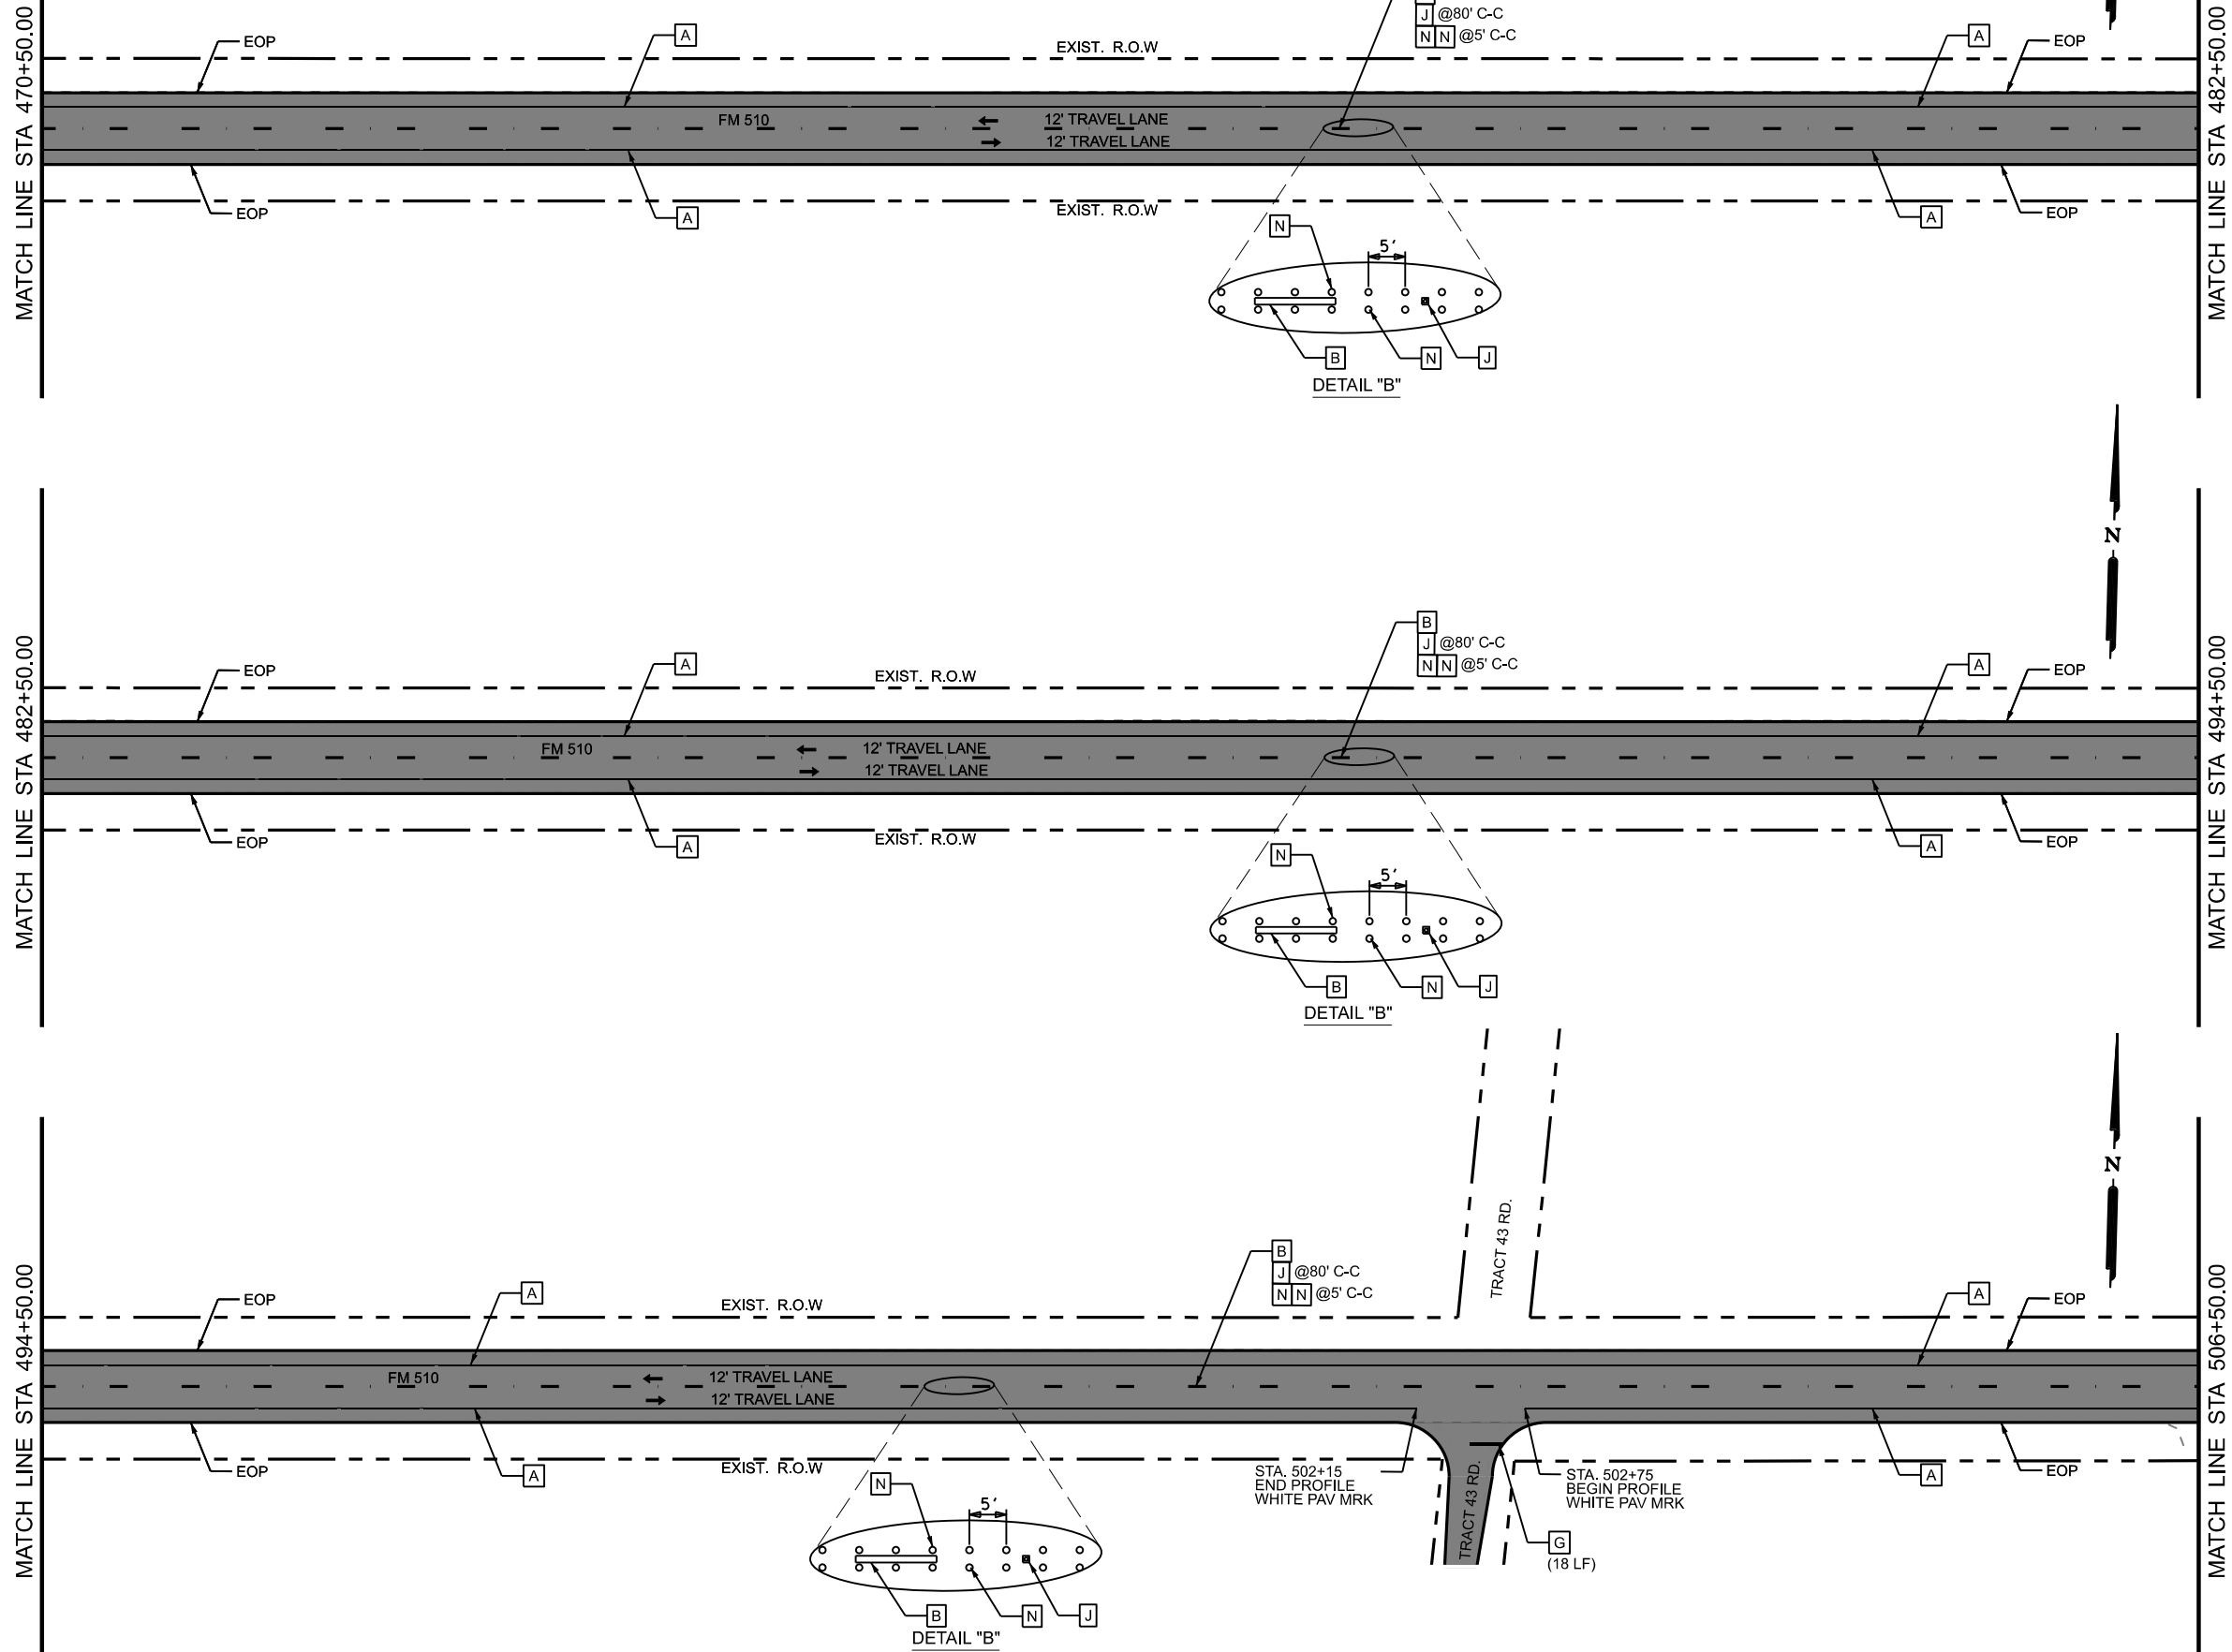 MATCH LINE STA 470+50.00
EOP
A
EXIST. R.O.W
J @80' C-C
N N @5' C-C
A
EOP
MATCH LINE STA 482+50.00
FM 510
12' TRAVEL LANE
12' TRAVEL LANE
EOP
A
EXIST. R.O.W
A
EOP
N
5'
B
N
J
DETAIL "B"
N
MATCH LINE STA 482+50.00
EOP
A
EXIST. R.O.W
B
J @80' C-C
N N @5' C-C
A
EOP
MATCH LINE STA 494+50.00
FM 510
12' TRAVEL LANE
12' TRAVEL LANE
EOP
A
EXIST. R.O.W
A
EOP
N
5'
B
N
J
DETAIL "B"
N
TRACT 43 RD.
MATCH LINE STA 494+50.00
EOP
A
EXIST. R.O.W
B
J @80' C-C
N N @5' C-C
A
EOP
MATCH LINE STA 506+50.00
FM 510
12' TRAVEL LANE
12' TRAVEL LANE
EOP
A
EXIST. R.O.W
STA. 502+15
END PROFILE
WHITE PAV MRK
TRACT 43 RD.
STA. 502+75
BEGIN PROFILE
WHITE PAV MRK
A
EOP
G
(18 LF)
N
5'
B
N
J
DETAIL "B"